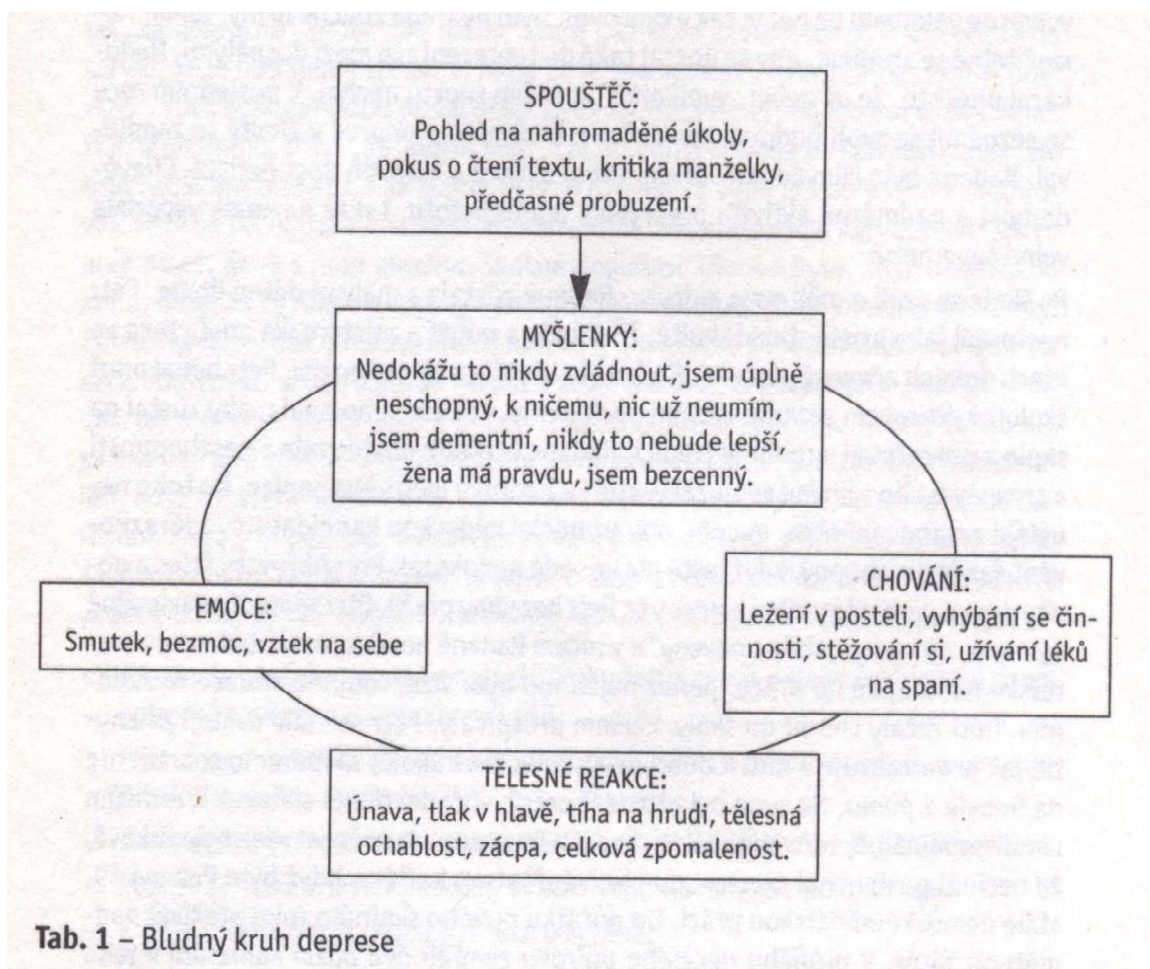 SPOUŠTĚČ:
Pohled na nahromaděné úkoly,
pokus o čtení textu, kritika manželky,
předčasné probuzení.
MYŠLENKY:
Nedokážu to nikdy zvládnout, jsem úplně
neschopný, k ničemu, nic už neumím,
jsem dementní, nikdy to nebude lepší,
žena má pravdu, jsem bezcenný.
EMOCE:
Smutek, bezmoc, vztek na sebe
CHOVÁNÍ:
Ležení v posteli, vyhýbání se čin-
nosti, stěžování si, užívání léků
na spaní.
TĚLESNÉ REAKCE:
Únava, tlak v hlavě, tíha na hrudi, tělesná
ochablost, zácpa, celková zpomalenost.
Tab. 1 – Bludný kruh deprese